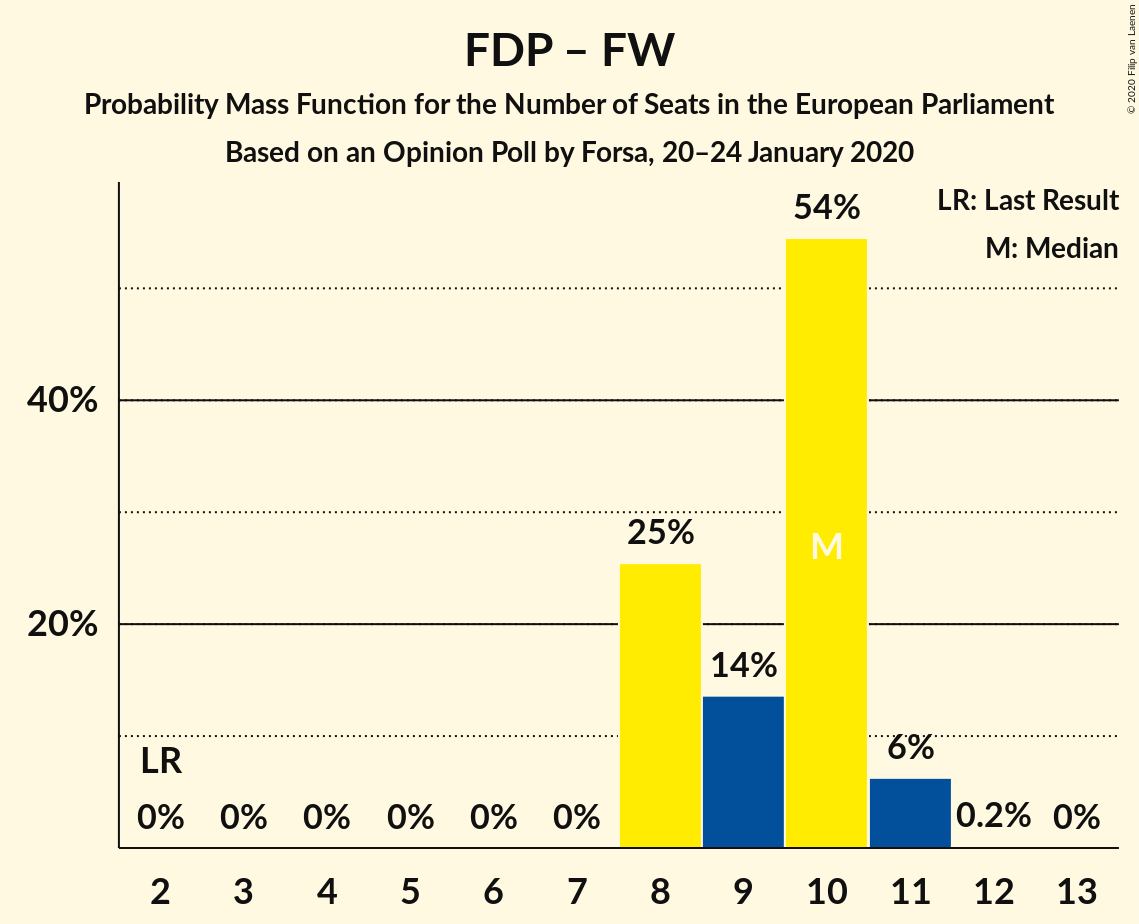 FDP – FW
Probability Mass Function for the Number of Seats in the European Parliament
Based on an Opinion Poll by Forsa, 20–24 January 2020
© 2020 Filip van Laenen
LR: Last Result
M: Median
54%
40%
25%
M
20%
14%
LR
6%
0% 0% 0% 0% 0% 0% 0.2% 0%
2 3 4 5 6 7 8 9 10 11 12 13